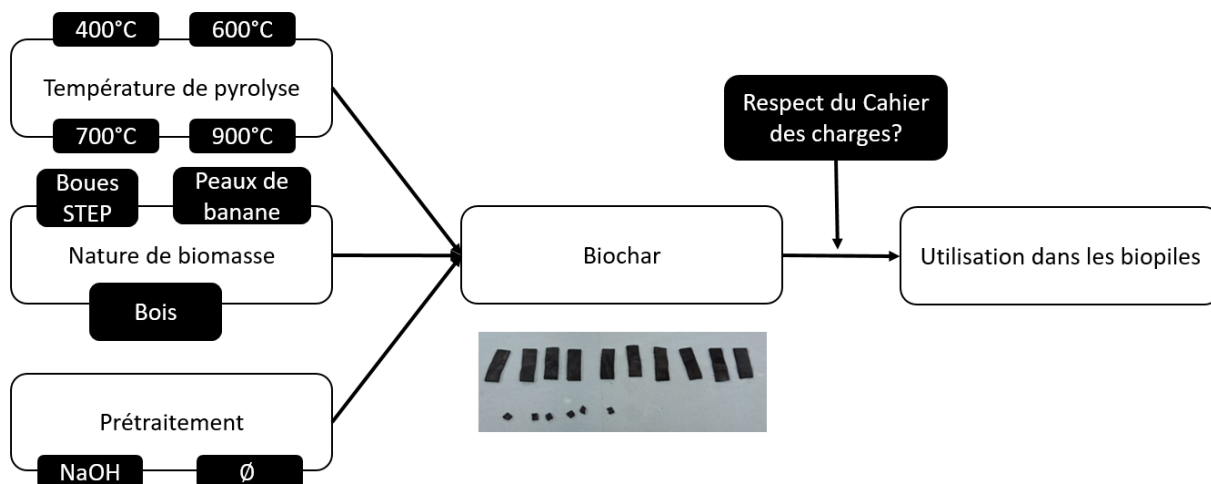 400°C
600°C
Température de pyrolyse
700°C
900°C
Boues
STEP
Peaux de
banane
Nature de biomasse
Bois
Prétraitement
NaOH
Ø
Biochar
Respect du Cahier
des charges?
Utilisation dans les biopiles